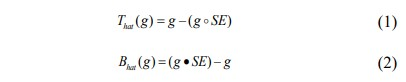 T_hat(g)=g−(g∘SE) (1)
B_hat(g)=(g•SE)−g (2)